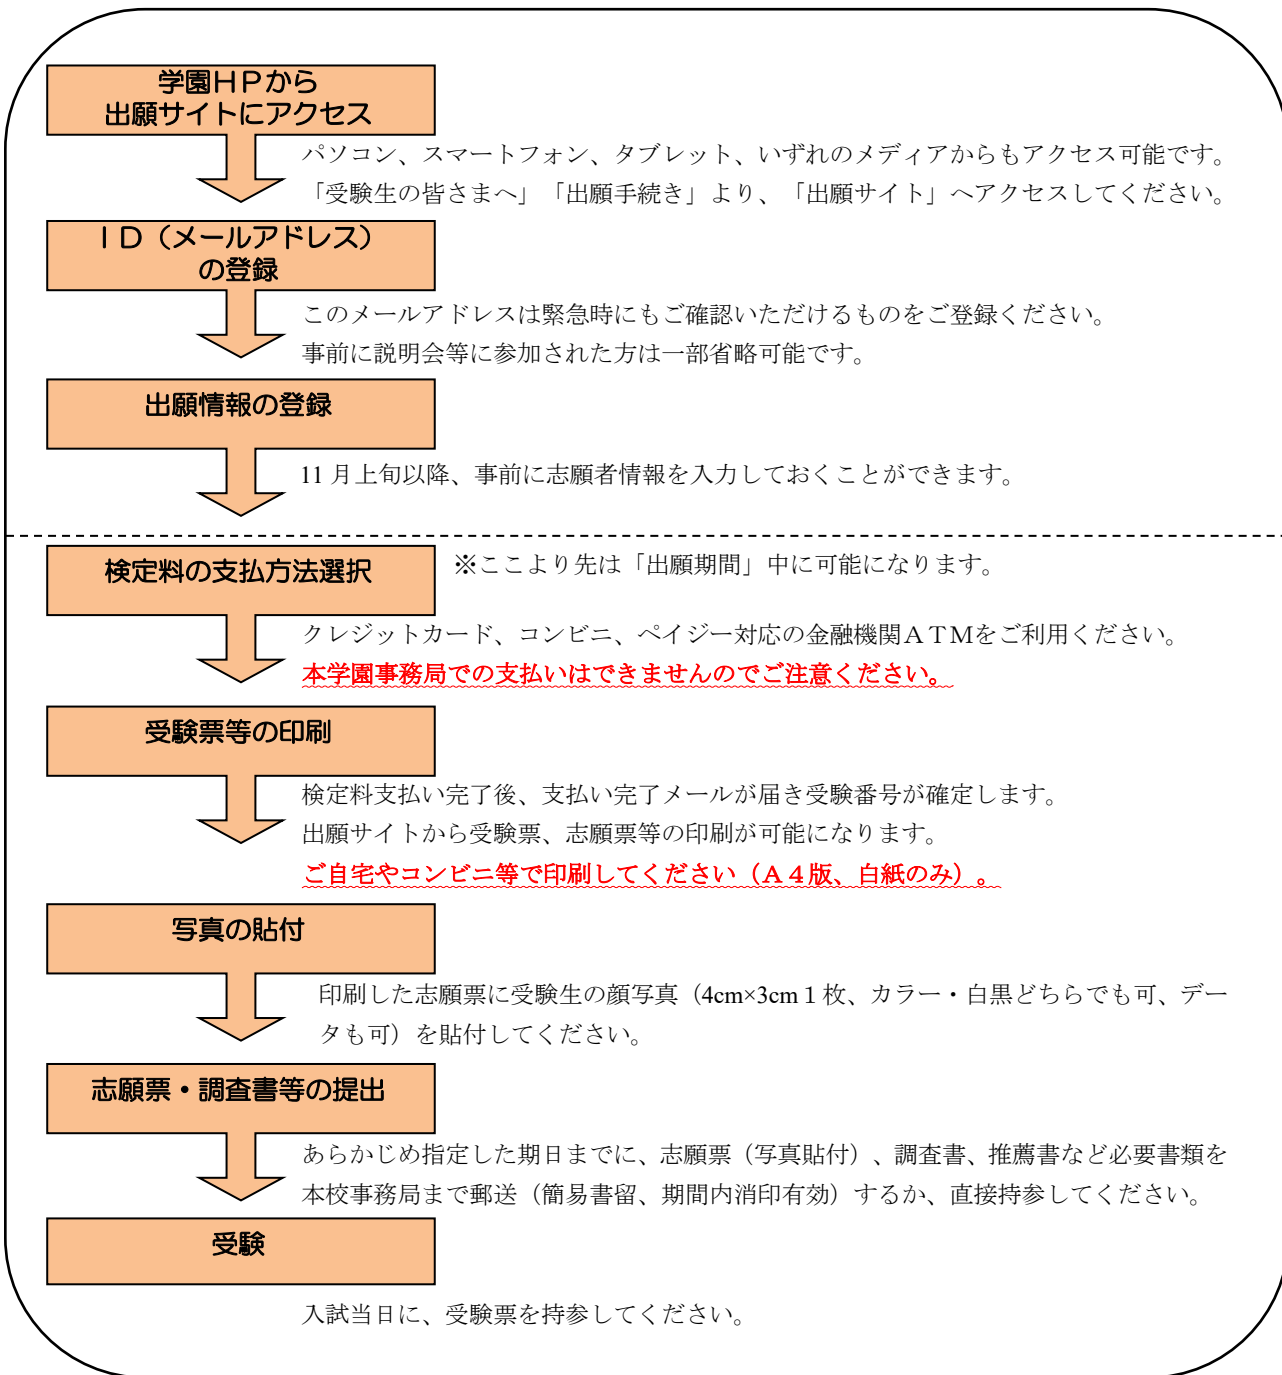 学園HPから
出願サイトにアクセス
パソコン、スマートフォン、タブレット、いずれのメディアからもアクセス可能です。
「受験生の皆さまへ」「出願手続き」より、「出願サイト」へアクセスしてください。
ID（メールアドレス）
の登録
このメールアドレスは緊急時にもご確認いただけるものをご登録ください。
事前に説明会等に参加された方は一部省略可能です。
出願情報の登録
11月上旬以降、事前に志願者情報を入力しておくことができます。
検定料の支払方法選択
※ここより先は「出願期間」中に可能になります。
クレジットカード、コンビニ、ペイジー対応の金融機関ATMをご利用ください。
本学園事務局での支払いはできませんのでご注意ください。
受験票等の印刷
検定料支払い完了後、支払い完了メールが届き受験番号が確定します。
出願サイトから受験票、志願票等の印刷が可能になります。
ご自宅やコンビニ等で印刷してください（A４版、白紙のみ）。
写真の貼付
印刷した志願票に受験生の顔写真（4cm×3cm１枚、カラー・白黒どちらでも可、デー
タも可）を貼付してください。
志願票・調査書等の提出
あらかじめ指定した期日までに、志願票（写真貼付）、調査書、推薦書など必要書類を
本校事務局まで郵送（簡易書留、期間内消印有効）するか、直接持参してください。
受験
入試当日に、受験票を持参してください。